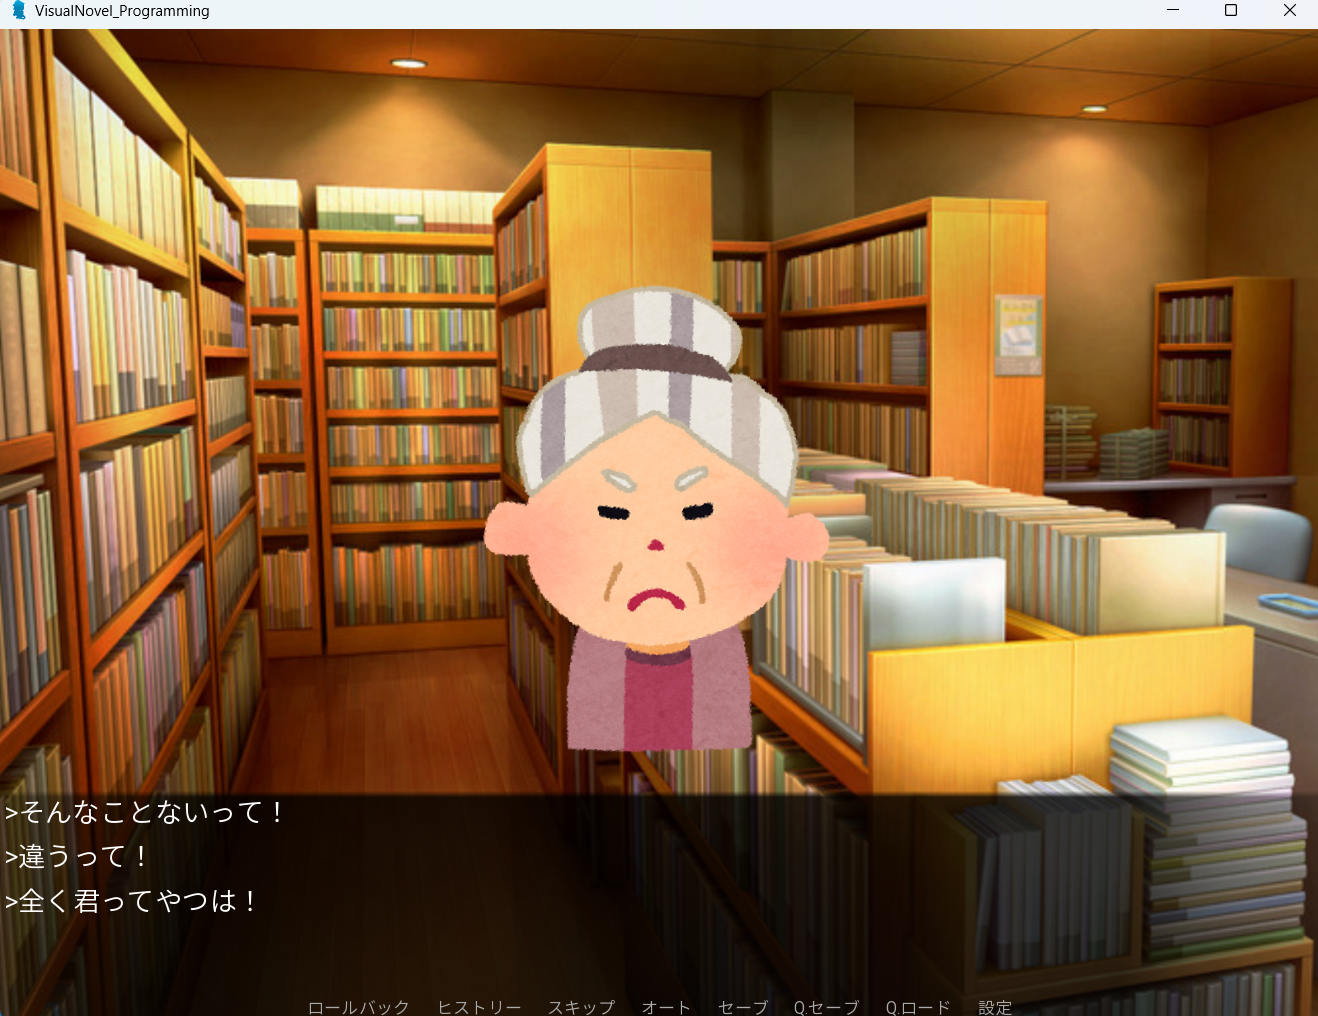 VisualNovel_Programming
>そんなことないって！
>違うって！
>全く君ってやつは！
ロールバック ヒストリー スキップ オート セーブ Q.セーブ Q.ロード 設定